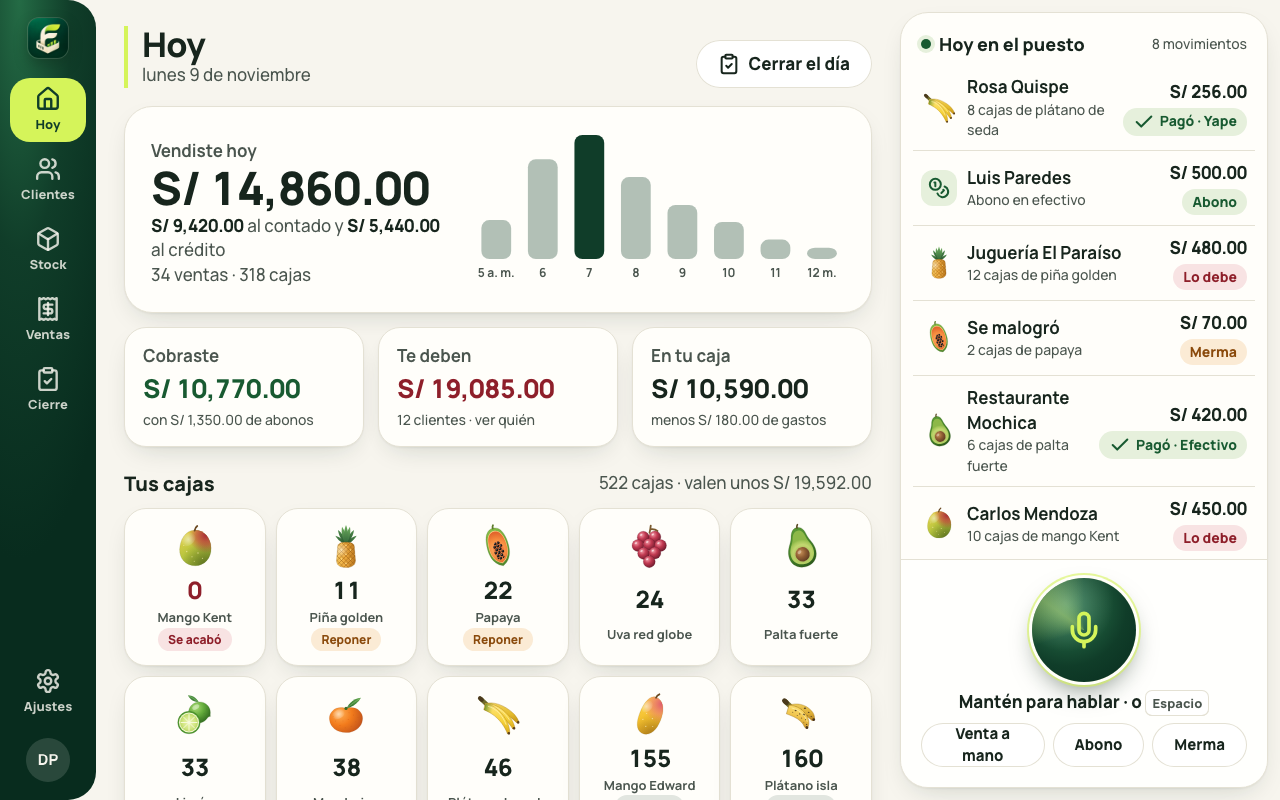 Hoy
Clientes
Stock
Ventas
Cierre
Ajustes
DP
Hoy
lunes 9 de noviembre
Cerrar el día
Vendiste hoy
S/ 14,860.00
S/ 9,420.00 al contado y S/ 5,440.00
al crédito
34 ventas · 318 cajas
5 a. m. 6 7 8 9 10 11 12 m.
Cobraste
S/ 10,770.00
con S/ 1,350.00 de abonos
Te deben
S/ 19,085.00
12 clientes · ver quién
En tu caja
S/ 10,590.00
menos S/ 180.00 de gastos
Tus cajas
522 cajas · valen unos S/ 19,592.00
0
Mango Kent
Se acabó
11
Piña golden
Reponer
22
Papaya
Reponer
24
Uva red globe
33
Palta fuerte
33
38
46
155
Mango Edward
160
Plátano isla
Hoy en el puesto
8 movimientos
Rosa Quispe
8 cajas de plátano de
seda
S/ 256.00
Pagó · Yape
Luis Paredes
Abono en efectivo
S/ 500.00
Abono
Juguería El Paraíso
12 cajas de piña golden
S/ 480.00
Lo debe
Se malogró
2 cajas de papaya
S/ 70.00
Merma
Restaurante
Mochica
6 cajas de palta
fuerte
S/ 420.00
Pagó · Efectivo
Carlos Mendoza
10 cajas de mango Kent
S/ 450.00
Lo debe
Mantén para hablar · o Espacio
Venta a
mano
Abono
Merma